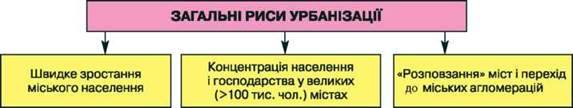 ЗАГАЛЬНІ РИСИ УРБАНІЗАЦІЇ
Швидке зростання
міського населення
Концентрація населення
і господарства у великих
(>100 тис. чол.) містах
«Розповзання» міст і перехід
до міських агломерацій